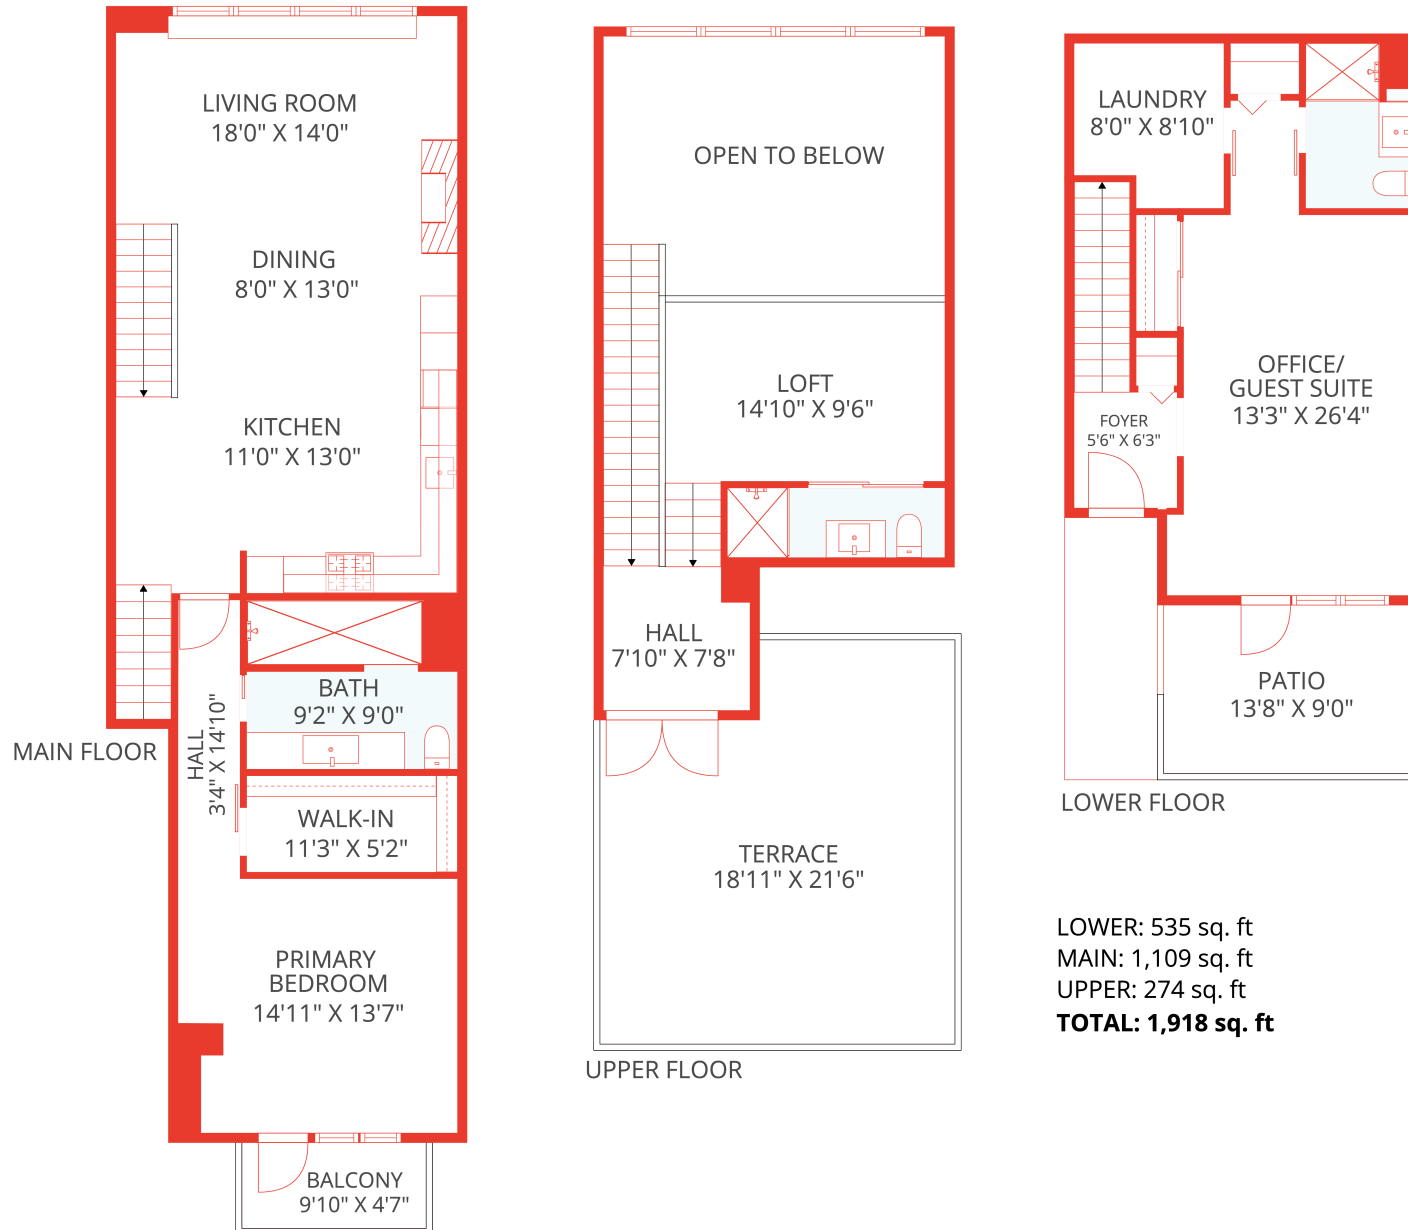 LIVING ROOM
18'0" X 14'0"
DINING
8'0" X 13'0"
KITCHEN
11'0" X 13'0"
BATH
9'2" X 9'0"
HALL
3'4" X 14'10"
MAIN FLOOR
WALK-IN
11'3" X 5'2"
PRIMARY
BEDROOM
14'11" X 13'7"
BALCONY
9'10" X 4'7"
OPEN TO BELOW
LOFT
14'10" X 9'6"
HALL
7'10" X 7'8"
TERRACE
18'11" X 21'6"
UPPER FLOOR
LAUNDRY
8'0" X 8'10"
OFFICE/
GUEST SUITE
13'3" X 26'4"
FOYER
5'6" X 6'3"
PATIO
13'8" X 9'0"
LOWER FLOOR
LOWER: 535 sq. ft
MAIN: 1,109 sq. ft
UPPER: 274 sq. ft
TOTAL: 1,918 sq. ft